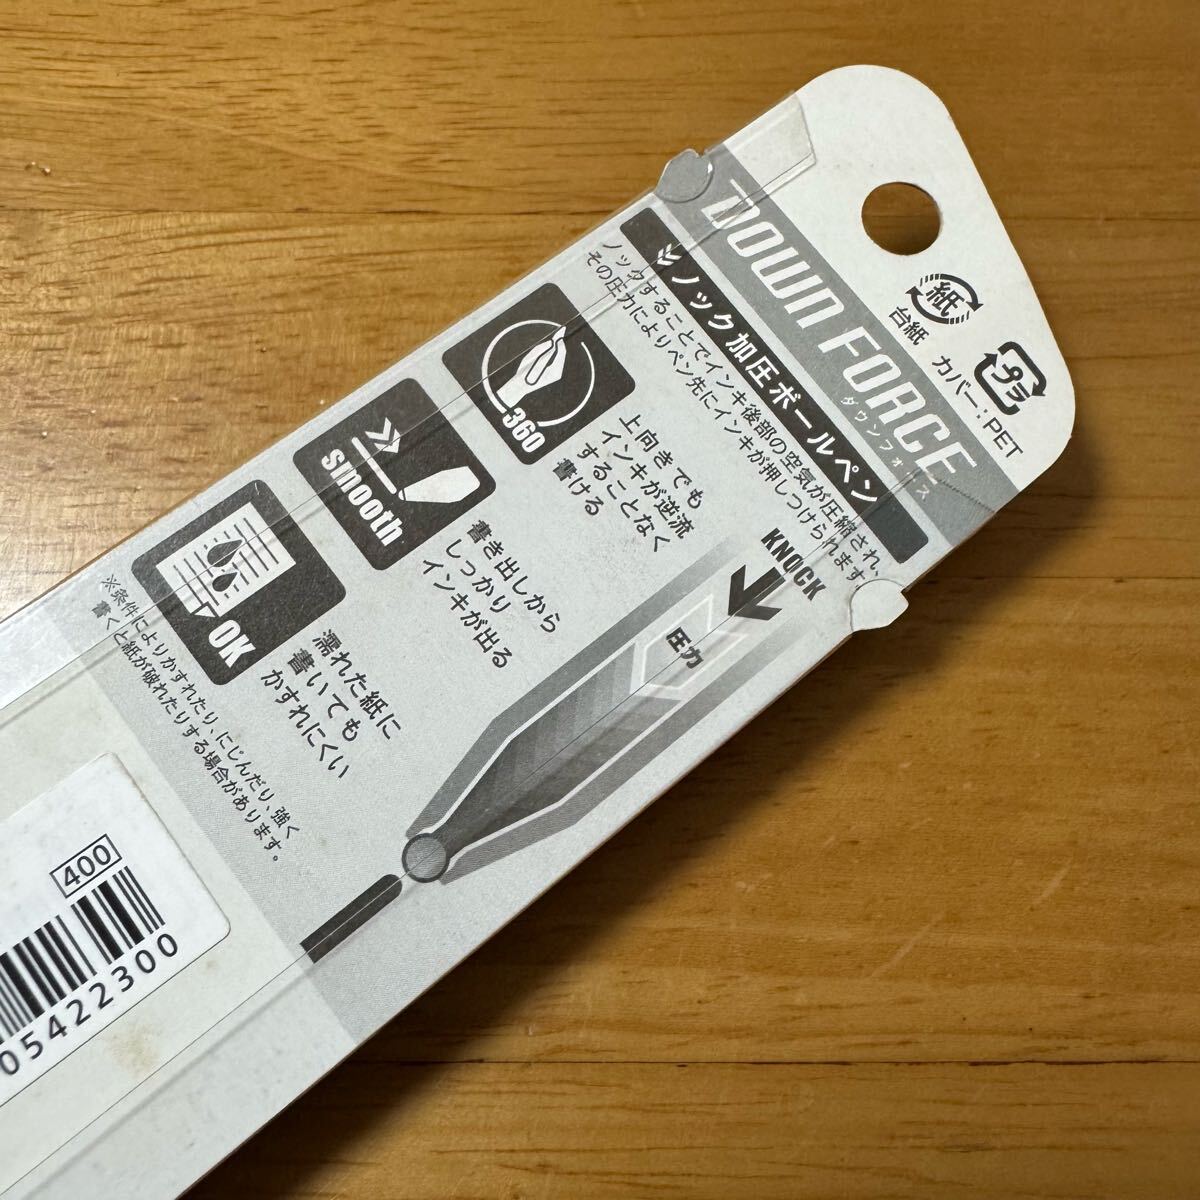 紙
台紙
プラ
カバー:PET
DOWN FORCE
ダウンフォース
ノック加圧ボールペン
ノックすることでインキ後部の空気が圧縮され、
その圧力によりペン先にインキが押しつけられます。
360
上向きでも
インキが逆流
することなく
書ける
smooth
書き出しから
しっかり
インキが出る
OK
濡れた紙に
書いても
かすれにくい
※条件によりかすれたり、にじんだり、強く
書くと紙が破れたりする場合があります。
KNOCK
圧力
400
05422300